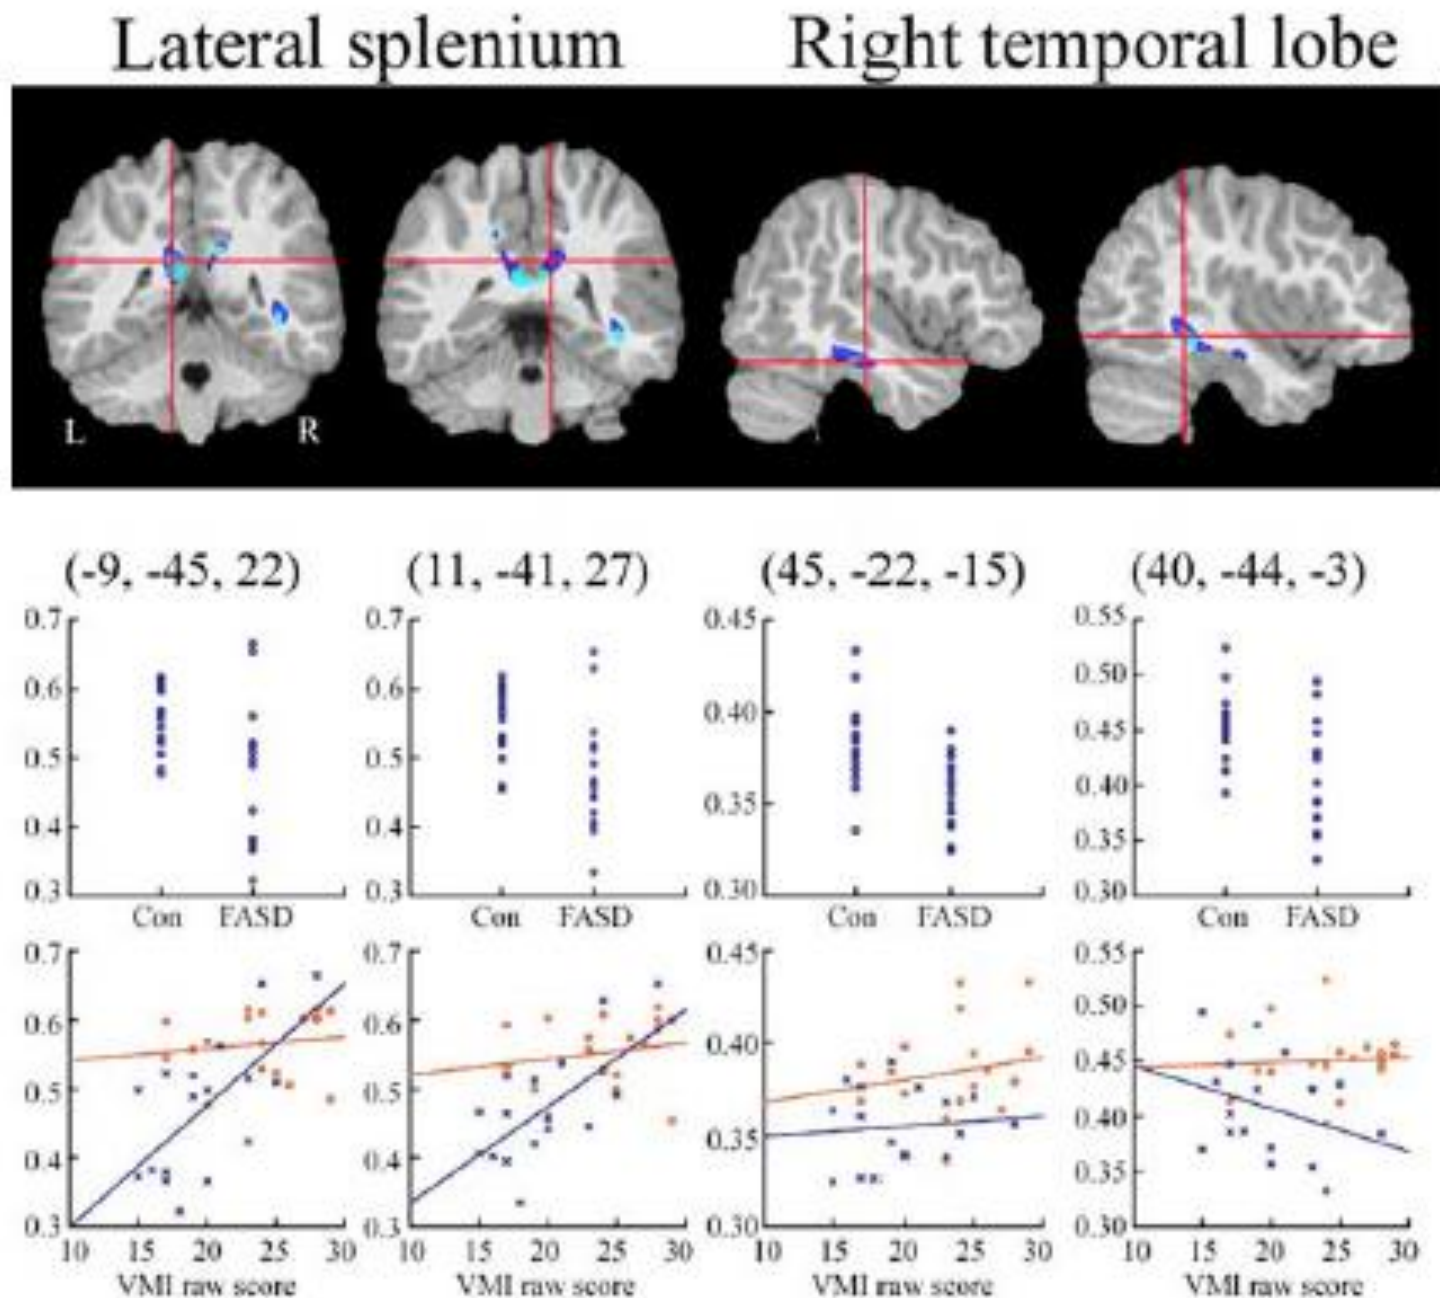 Lateral splenium Right temporal lobe
L R
(-9, -45, 22) (11, -41, 27) (45, -22, -15) (40, -44, -3)
0.7 0.7 0.45 0.55
0.6 0.6 0.40 0.50
0.5 0.5 0.35 0.45
0.4 0.4 0.30 0.40
0.3 0.3 0.35
0.30
Con FASD Con FASD Con FASD Con FASD
0.7 0.7 0.45 0.55
0.6 0.6 0.40 0.50
0.5 0.5 0.35 0.45
0.4 0.4 0.30 0.40
0.3 0.3 0.35
0.30
10 15 20 25 30 10 15 20 25 30 10 15 20 25 30 10 15 20 25 30
VMI raw score VMI raw score VMI raw score VMI raw score